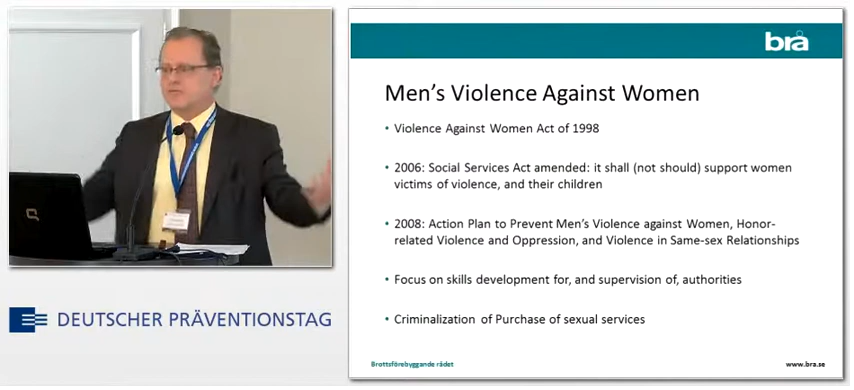 brå
Men's Violence Against Women
• Violence Against Women Act of 1998
• 2006: Social Services Act amended: it shall (not should) support women
victims of violence, and their children
• 2008: Action Plan to Prevent Men's Violence against Women, Honor-
related Violence and Oppression, and Violence in Same-sex Relationships
• Focus on skills development for, and supervision of, authorities
• Criminalization of Purchase of sexual services
Brottsförebyggande rådet
www.bra.se
DEUTSCHER PRÄVENTIONSTAG